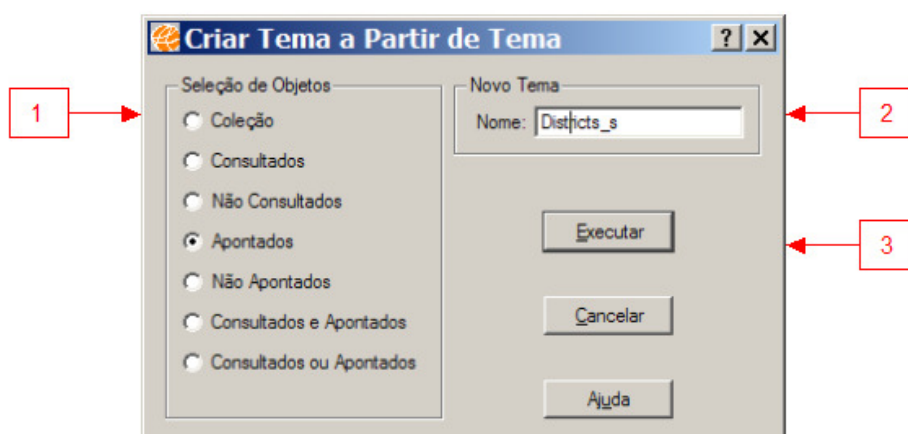 Criar Tema a Partir de Tema
Seleção de Objetos
Coleção
Consultados
Não Consultados
Apontados
Não Apontados
Consultados e Apontados
Consultados ou Apontados
Novo Tema
Nome: Districts_s
Executar
Cancelar
Ajuda
1
2
3